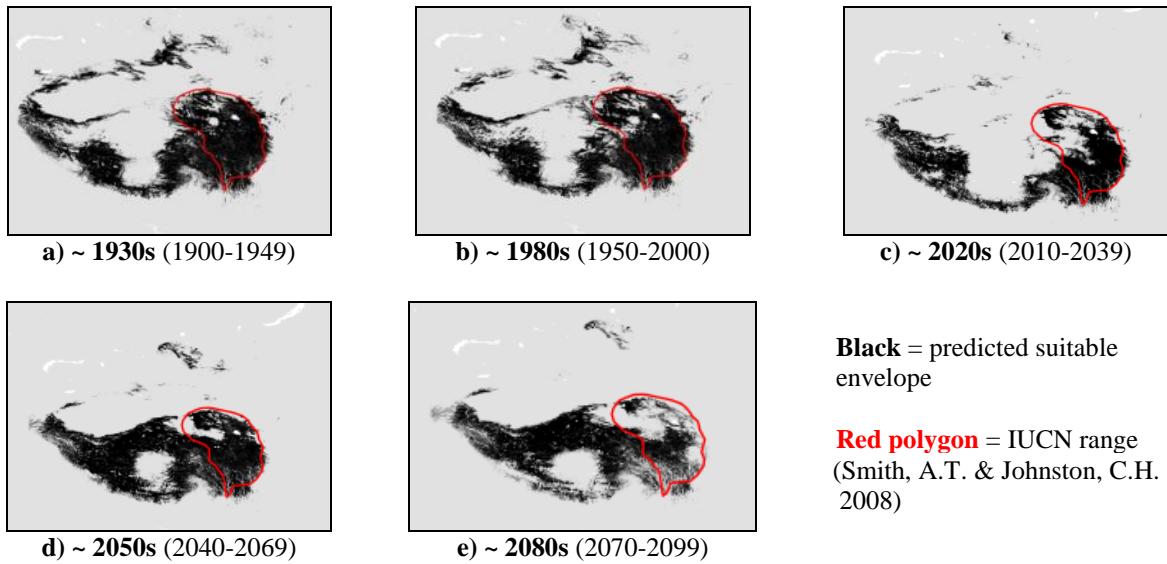 a) ~ 1930s (1900-1949)
b) ~ 1980s (1950-2000)
c) ~ 2020s (2010-2039)
d) ~ 2050s (2040-2069)
e) ~ 2080s (2070-2099)
Black = predicted suitable
envelope
Red polygon = IUCN range
(Smith, A.T. & Johnston, C.H.
2008)